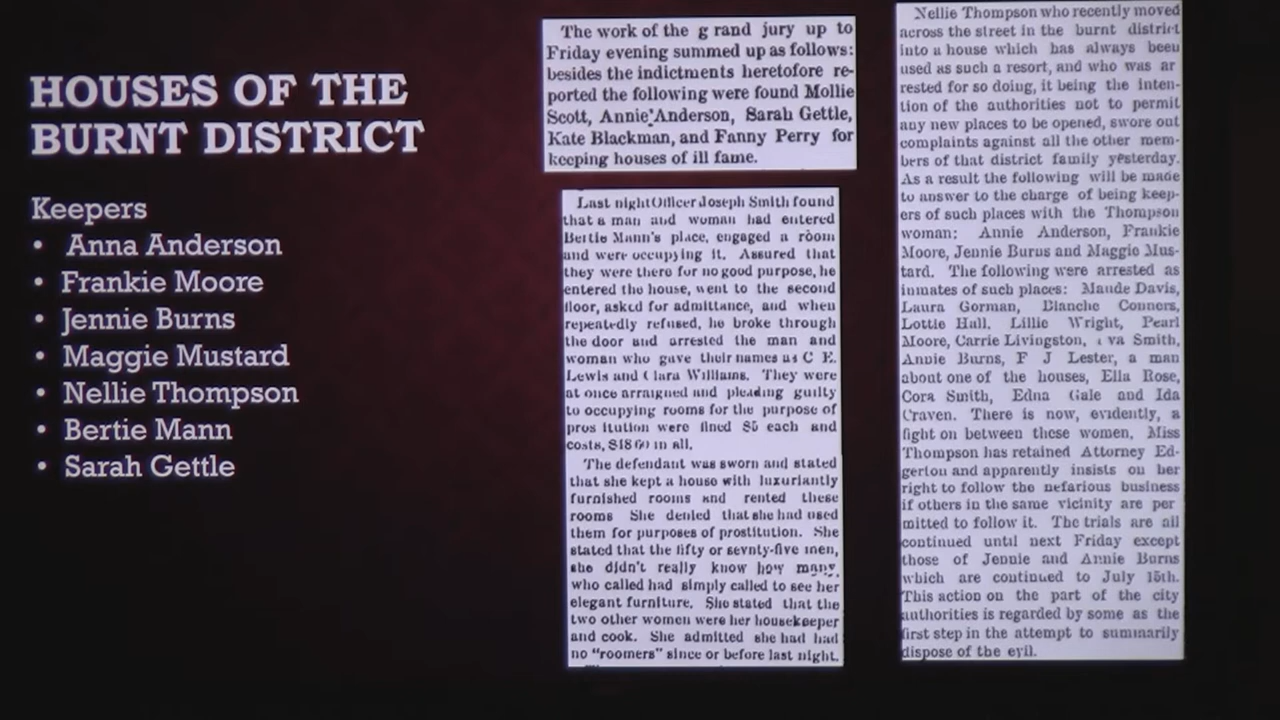 HOUSES OF THE
BURNT DISTRICT
Keepers
• Anna Anderson
• Frankie Moore
• Jennie Burns
• Maggie Mustard
• Nellie Thompson
• Bertie Mann
• Sarah Gettle
The work of the g rand jury up to
Friday evening summed up as follows:
besides the indictments heretofore re-
ported the following were found Mollie
Scott, Annie Anderson, Sarah Gettle,
Kate Blackman, and Fanny Perry for
keeping houses of ill fame.
Last night Officer Joseph Smith found
that a man and woman had entered
Bertie Mann's place, engaged a room
and were occupying it. Assured that
they were there for no good purpose, he
entered the house, went to the second
floor, asked for admittance, and when
repeatedly refused, he broke through
the door and arrested the man and
woman who gave their names as C E.
Lewis and Clara Williams. They were
at once arraigned and pleading guilty
to occupying rooms for the purpose of
pros itution were fined $5 each and
costs, in all.
The defendant was sworn and stated
that she kept a house with luxuriantly
furnished rooms and rented these
rooms She denied that she had used
them for purposes of prostitution. She
stated that the fifty or sevnty-five men,
she didn't really know how many,
who called had simply called to see her
elegant furniture. She stated that the
two other women were her housekeeper
and cook. She admitted she had had
no "roomers" since or before last night.
Nellie Thompson who recently moved
across the street in the burnt district
into a house which has always been
used as such a resort, and who was ar
rested for so doing, it being the inten-
tion of the authorities not to permit
any new places to be opened, swore out
complaints against all the other mem-
bers of that district family yesterday.
As a result the following will be made
to answer to the charge of being keep-
ers of such places with the Thompson
woman: Annie Anderson, Frankie
Moore, Jennie Burus and Maggie Mus-
tard. The following were arrested as
inmates of such places: Maude Davis,
Laura Gorman, Blanche Conners,
Lottie Hall, Lillie Wright, Pearl
Moore, Carrie Livingston, va Smith,
Annie Burns, F J Lester, a man
about one of the houses, Ella Rose,
Cora Smith, Edna Gale and Ida
Craven. There is now, evidently, a
fight on between these women. Miss
Thompson has retained Attorney Ed-
gerton and apparently insists on her
right to follow the nefarious business
if others in the same vicinity are per
mitted to follow it. The trials are all
continued until next Friday except
those of Jennie and Annie Burns
which are continued to July 15th.
This action on the part of the city
authorities is regarded by some as the
first step in the attempt to summarily
dispose of the evil.